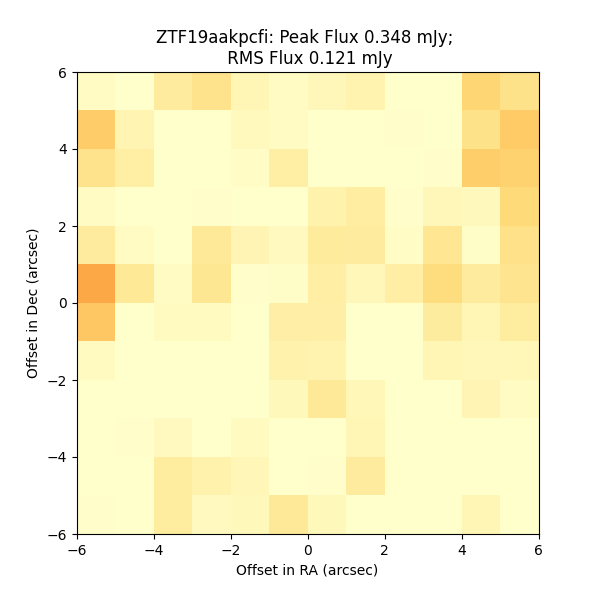 ZTF19aakpcfi: Peak Flux 0.348 mJy;
RMS Flux 0.121 mJy
6
4
2
0
−2
−4
−6
Offset in Dec (arcsec)
−6 −4 −2 0 2 4 6
Offset in RA (arcsec)